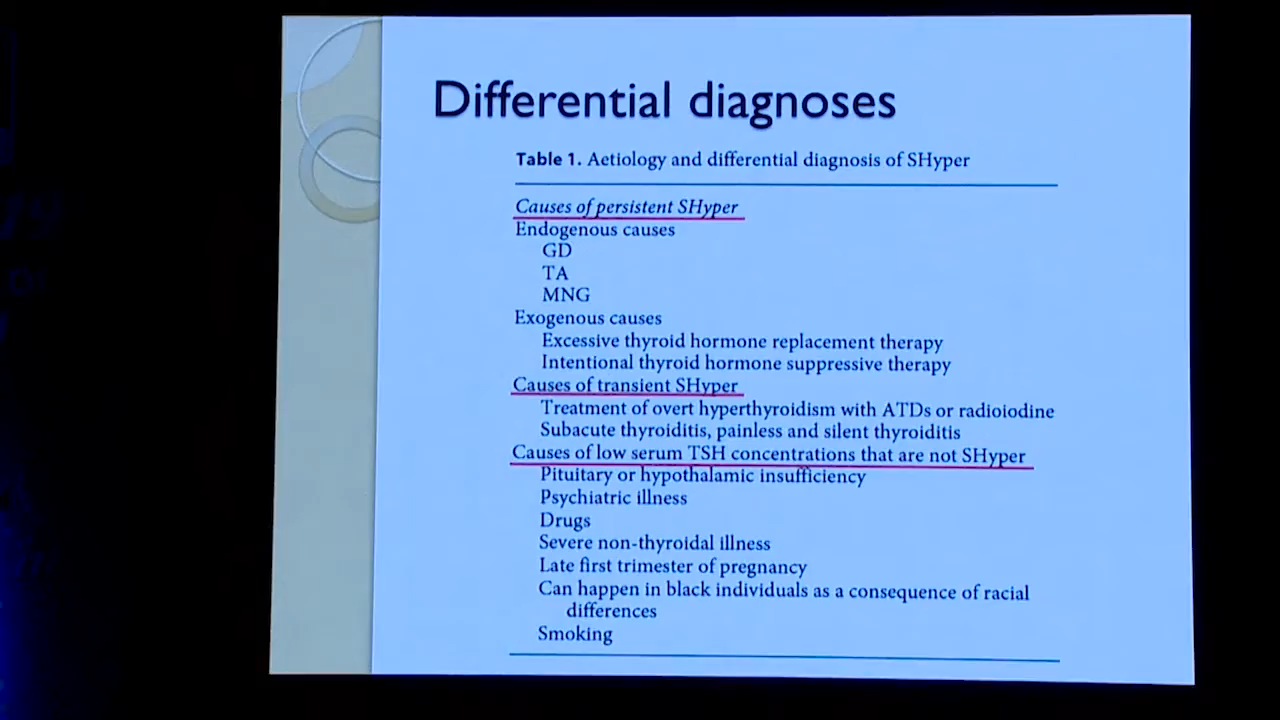 Differential diagnoses
Table 1. Aetiology and differential diagnosis of SHyper
Causes of persistent SHyper
Endogenous causes
GD
TA
MNG
Exogenous causes
Excessive thyroid hormone replacement therapy
Intentional thyroid hormone suppressive therapy
Causes of transient SHyper
Treatment of overt hyperthyroidism with ATDs or radioiodine
Subacute thyroiditis, painless and silent thyroiditis
Causes of low serum TSH concentrations that are not SHyper
Pituitary or hypothalamic insufficiency
Psychiatric illness
Drugs
Severe non-thyroidal illness
Late first trimester of pregnancy
Can happen in black individuals as a consequence of racial
differences
Smoking